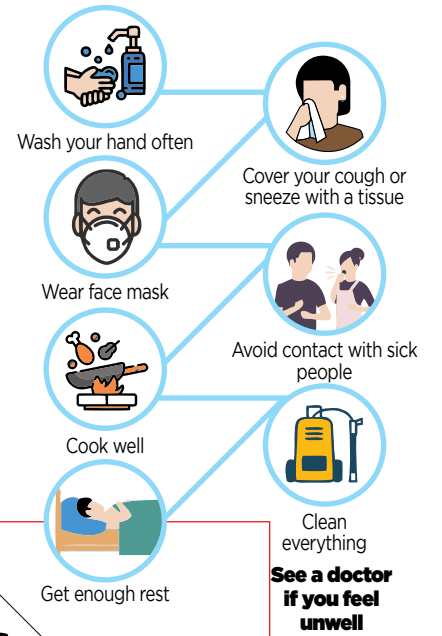 Wash your hand often
Cover your cough or
sneeze with a tissue
Wear face mask
Avoid contact with sick
people
Cook well
Clean
everything
Get enough rest
See a doctor
if you feel
unwell